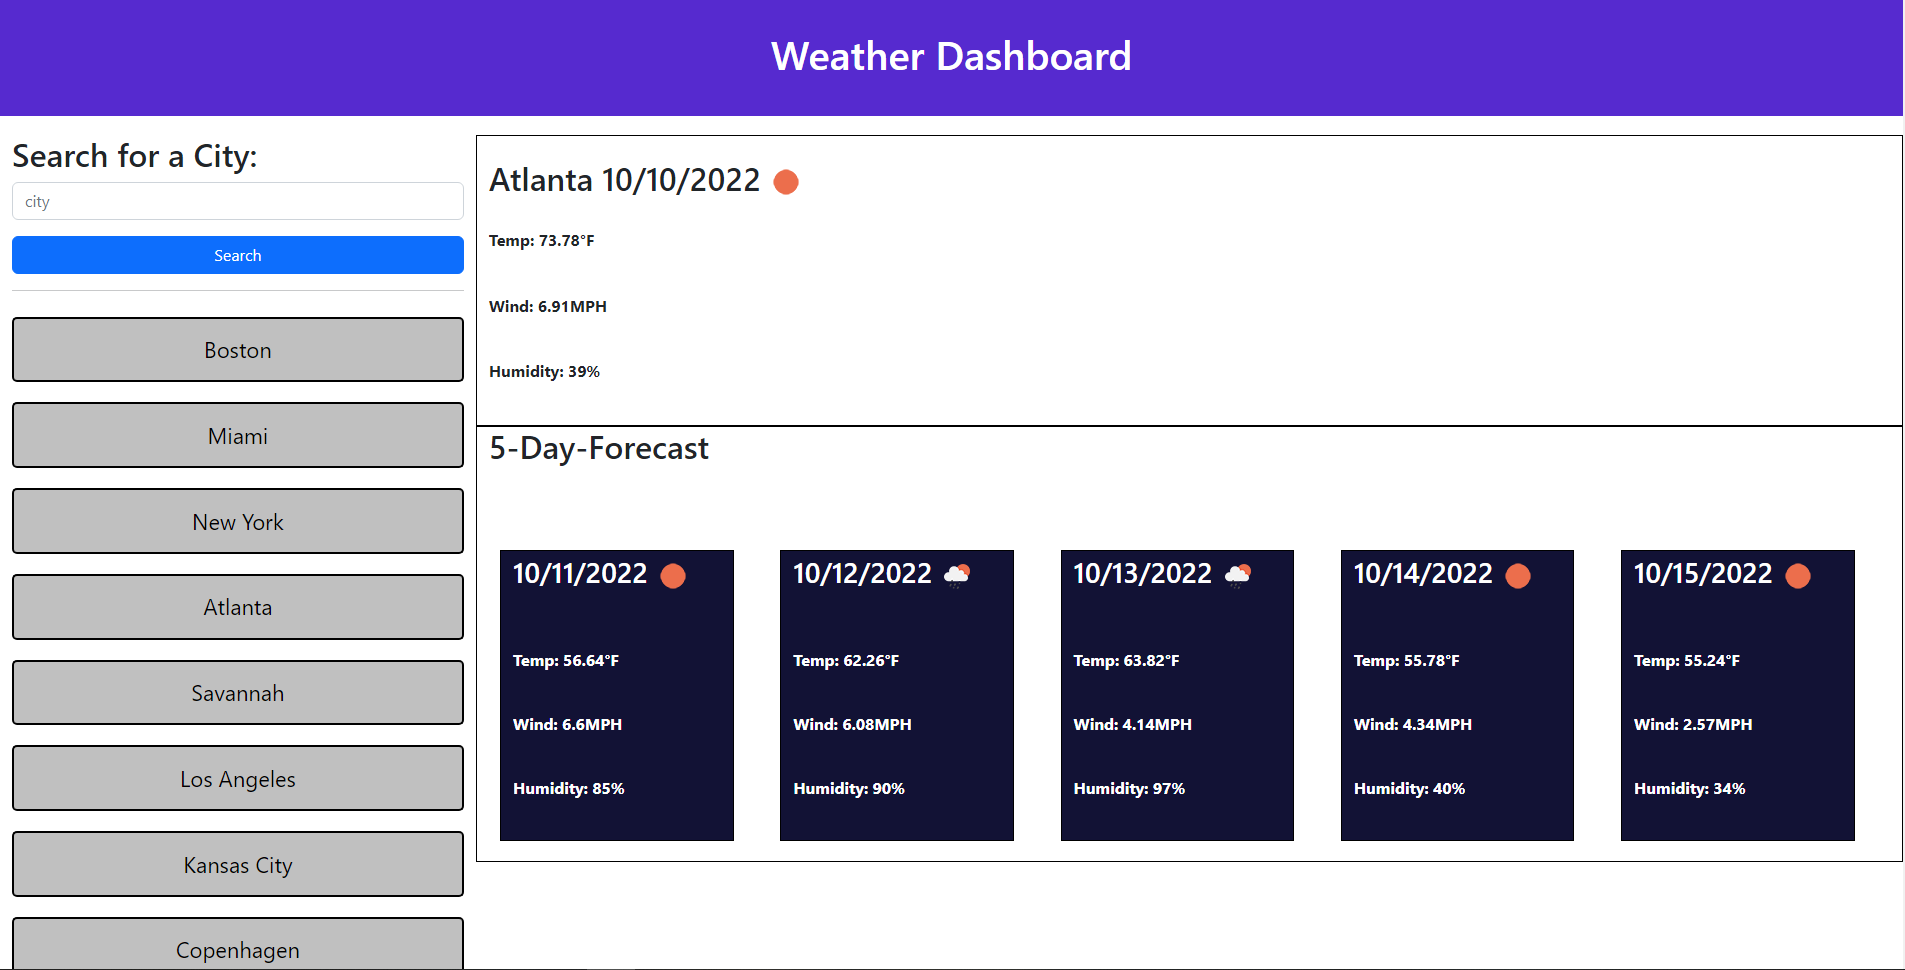 Weather Dashboard
Search for a City:
city
Search
Boston
Miami
New York
Atlanta
Savannah
Los Angeles
Kansas City
Copenhagen
Atlanta 10/10/2022
Temp: 73.78°F
Wind: 6.91MPH
Humidity: 39%
5-Day-Forecast
10/11/2022
Temp: 56.64°F
Wind: 6.6MPH
Humidity: 85%
10/12/2022
Temp: 62.26°F
Wind: 6.08MPH
Humidity: 90%
10/13/2022
Temp: 63.82°F
Wind: 4.14MPH
Humidity: 97%
10/14/2022
Temp: 55.78°F
Wind: 4.34MPH
Humidity: 40%
10/15/2022
Temp: 55.24°F
Wind: 2.57MPH
Humidity: 34%